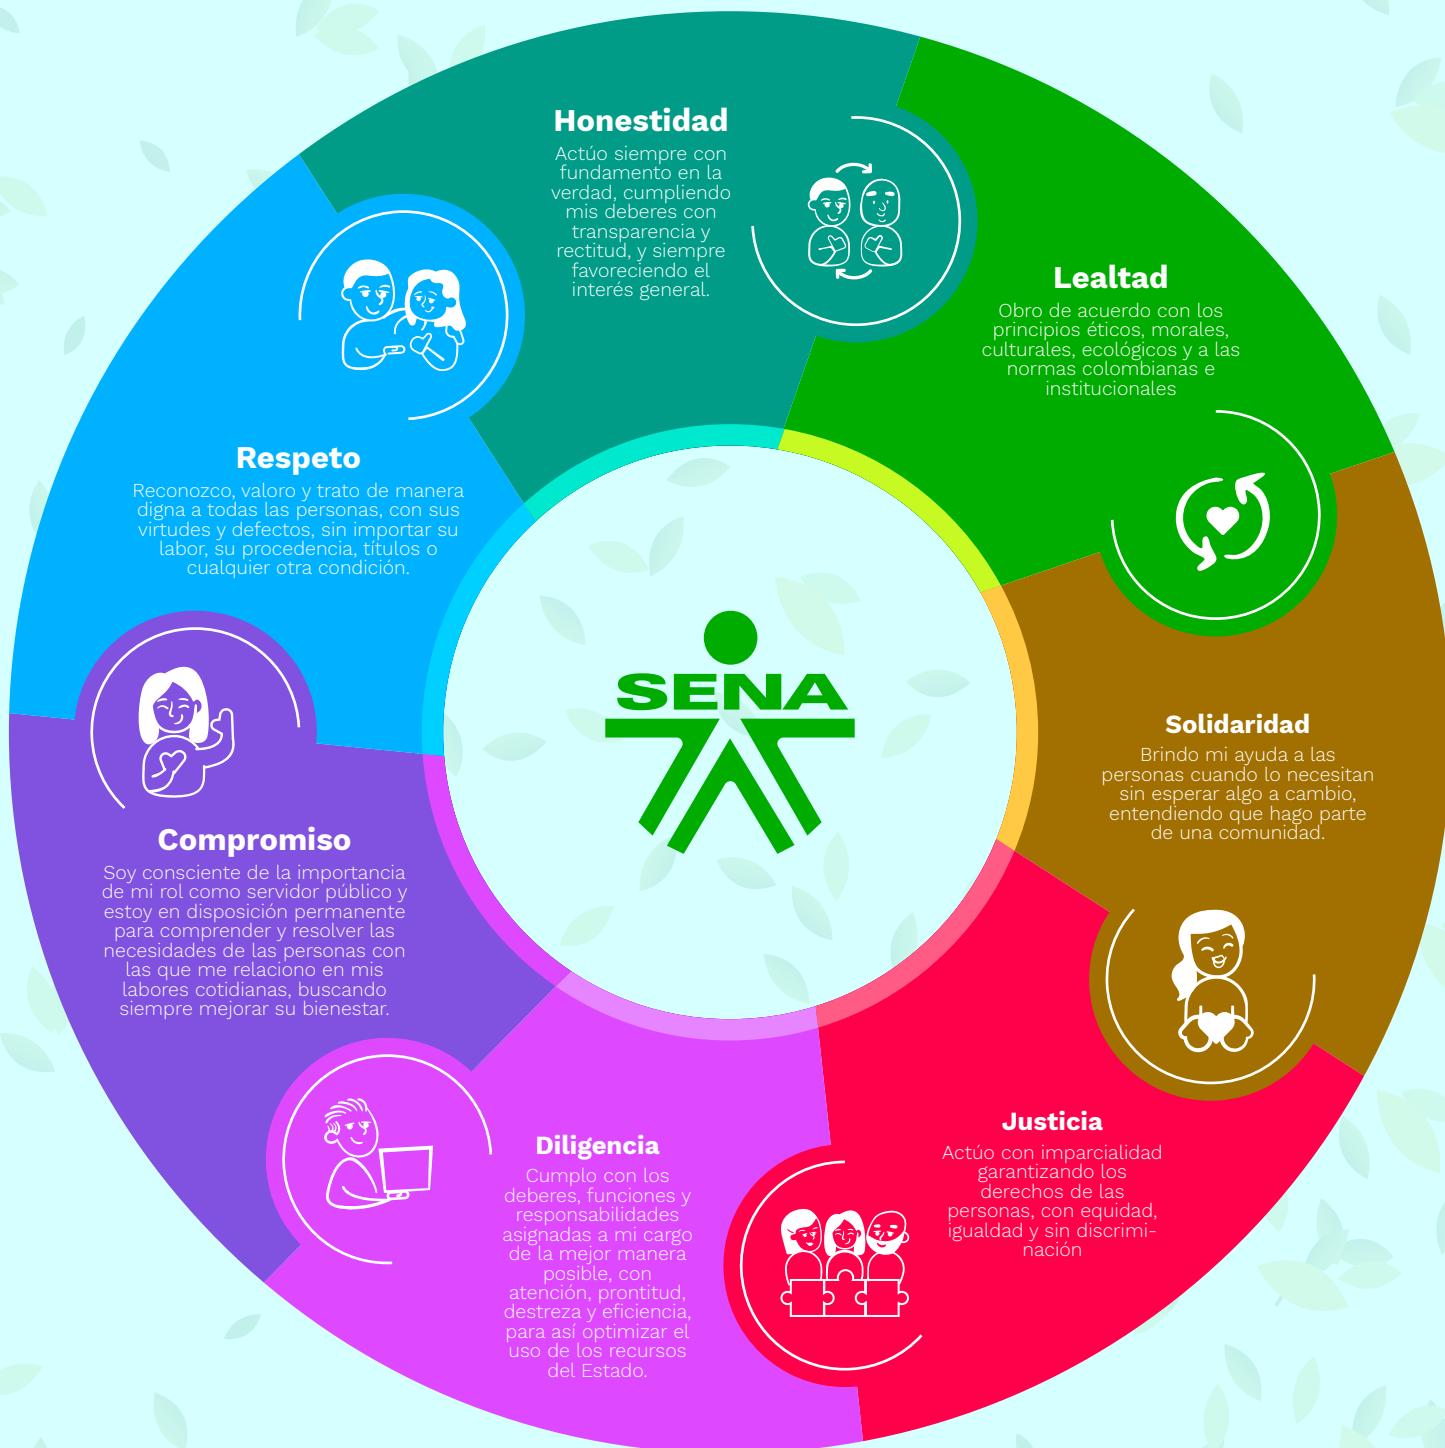 Honestidad
Actúo siempre con
fundamento en la
verdad, cumpliendo
mis deberes con
transparencia y
rectitud, y siempre
favoreciendo el
interés general.
Lealtad
Obro de acuerdo con los
principios éticos, morales,
culturales, ecológicos y a las
normas colombianas e
institucionales
Respeto
Reconozco, valoro y trato de manera
digna a todas las personas, con sus
virtudes y defectos, sin importar su
labor, su procedencia, títulos o
cualquier otra condición.
SENA
Solidaridad
Brindo mi ayuda a las
personas cuando lo necesitan
sin esperar algo a cambio,
entendiendo que hago parte
de una comunidad.
Compromiso
Soy consciente de la importancia
de mi rol como servidor público y
estoy en disposición permanente
para comprender y resolver las
necesidades de las personas con
las que me relaciono en mis
labores cotidianas, buscando
siempre mejorar su bienestar.
Justicia
Actúo con imparcialidad
garantizando los
derechos de las
personas, con equidad,
igualdad y sin discrimi-
nación
Diligencia
Cumplo con los
deberes, funciones y
responsabilidades
asignadas a mi cargo
de la mejor manera
posible, con
atención, prontitud,
destreza y eficiencia,
para así optimizar el
uso de los recursos
del Estado.